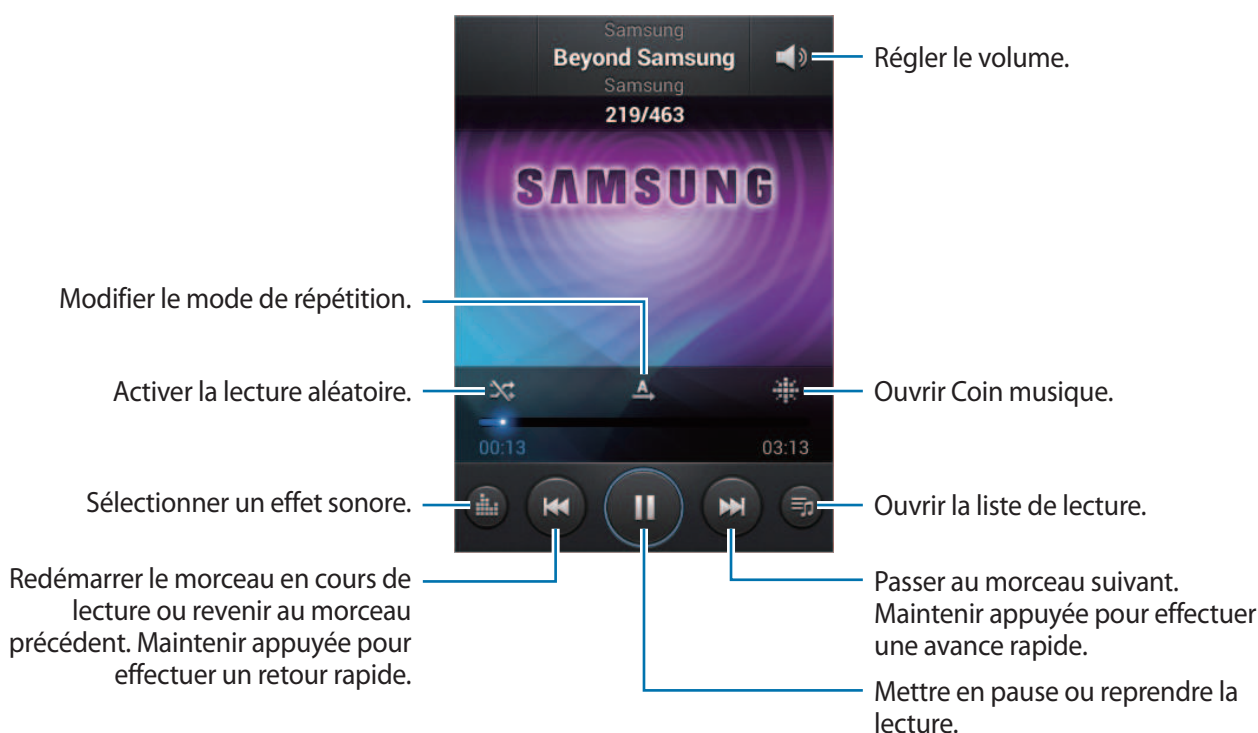 Samsung
Beyond Samsung
Samsung
219/463
Régler le volume.
SAMSUNG
Modifier le mode de répétition.
A
Activer la lecture aléatoire.
Ouvrir Coin musique.
00:13
03:13
Sélectionner un effet sonore.
Ouvrir la liste de lecture.
Redémarrer le morceau en cours de
lecture ou revenir au morceau
précédent. Maintenir appuyée pour
effectuer un retour rapide.
Passer au morceau suivant.
Maintenir appuyée pour effectuer
une avance rapide.
Mettre en pause ou reprendre la
lecture.